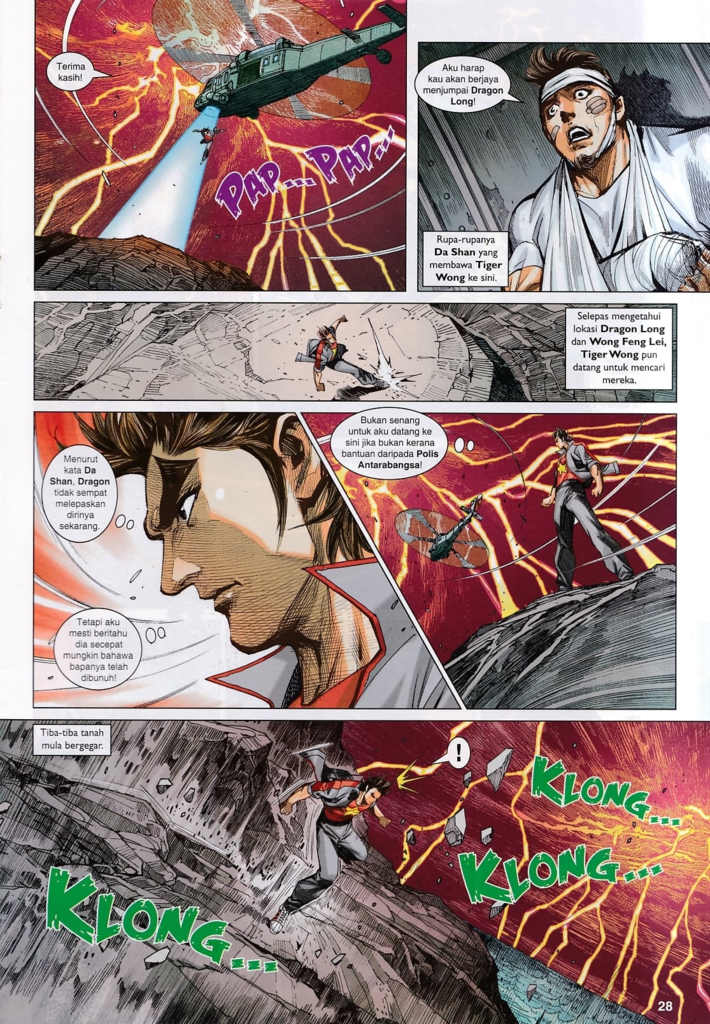 Terima
kasih!
PAP...PAP...
Aku harap
kau akan berjaya
menjumpai Dragon
Long!
Rupa-rupanya
Da Shan yang
membawa Tiger
Wong ke sini.
Selepas mengetahui
lokasi Dragon Long
dan Wong Feng Lei,
Tiger Wong pun
datang untuk mencari
mereka.
Menurut
kata Da
Shan, Dragon
tidak sempat
melepaskan
dirinya
sekarang.
Tetapi aku
mesti beritahu
dia secepat
mungkin bahawa
bapanya telah
dibunuh!
Bukan senang
untuk aku datang ke
sini jika bukan kerana
bantuan daripada Polis
Antarabangsa!
Tiba-tiba tanah
mula bergegar.
!
KLONG...
KLONG...
KLONG...
28